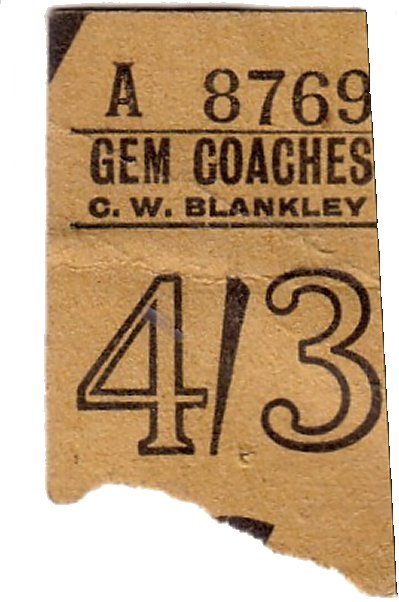 A 8769
GEM COACHES
C. W. BLANKLEY
4/3